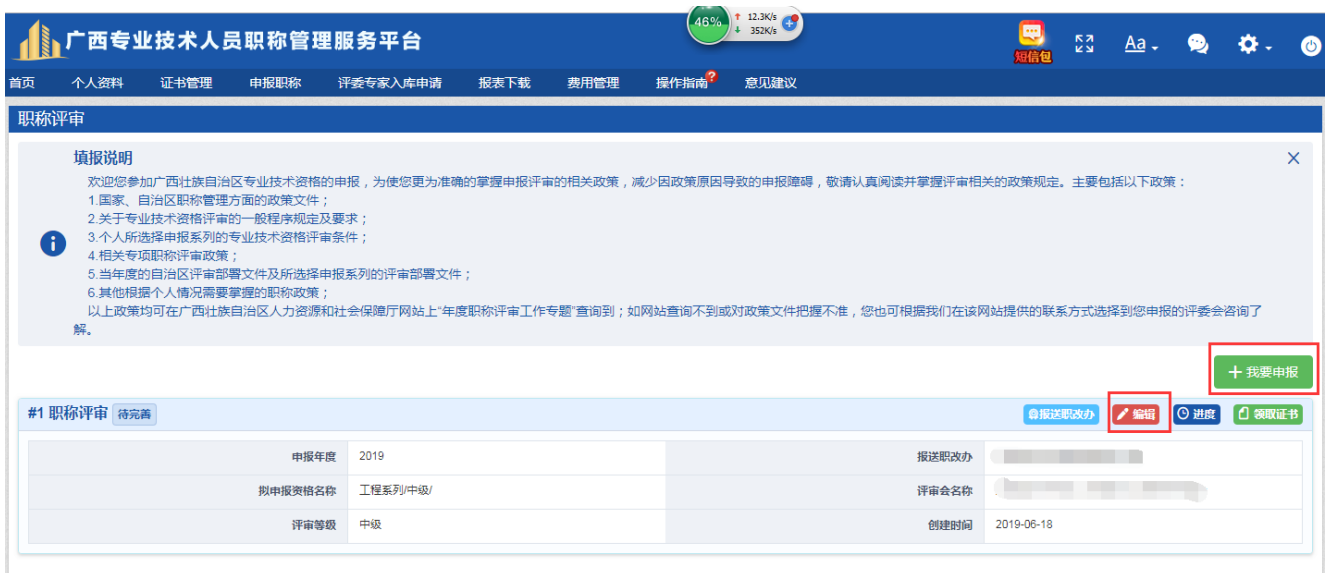 广西专业技术人员职称管理服务平台
46%
12.3K/s
352K/s
短信包
Aa
首页 个人资料 证书管理 申报职称 评委专家入库申请 报表下载 费用管理 操作指南 意见建议
职称评审
填报说明
欢迎您参加广西壮族自治区专业技术资格的申报，为使您更为准确的掌握申报评审的相关政策，减少因政策原因导致的申报障碍，敬请认真阅读并掌握评审相关的政策规定。主要包括以下政策：
1.国家、自治区职称管理方面的政策文件；
2.关于专业技术资格评审的一般程序规定及要求；
3.个人所选择申报系列的专业技术资格评审条件；
4.相关专项职称评审政策；
5.当年度的自治区评审部署文件及所选择申报系列的评审部署文件；
6.其他根据个人情况需要掌握的职称政策；
以上政策均可在广西壮族自治区人力资源和社会保障厅网站上“年度职称评审工作专题”查询到；如网站查询不到或对政策文件把握不准，您也可根据我们在该网站提供的联系方式选择到您申报的评委会咨询了
解。
我要申报
#1 职称评审 待完善 报送职改办 编辑 进度 领取证书
申报年度 2019 报送职改办
拟申报资格名称 工程系列/中级/ 评审会名称
评审等级 中级 创建时间 2019-06-18